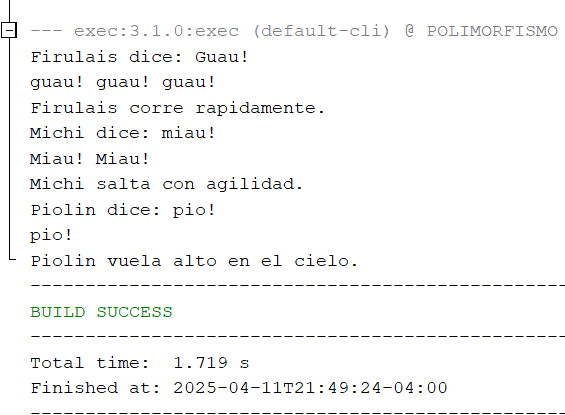 --- exec:3.1.0:exec (default-cli) @ POLIMORFISMO
Firulais dice: Guau!
guau! guau! guau!
Firulais corre rapidamente.
Michi dice: miau!
Miau! Miau!
Michi salta con agilidad.
Piolin dice: pio!
pio!
Piolin vuela alto en el cielo.
------------------------------------------------
BUILD SUCCESS
------------------------------------------------
Total time:  1.719 s
Finished at: 2025-04-11T21:49:24-04:00
------------------------------------------------